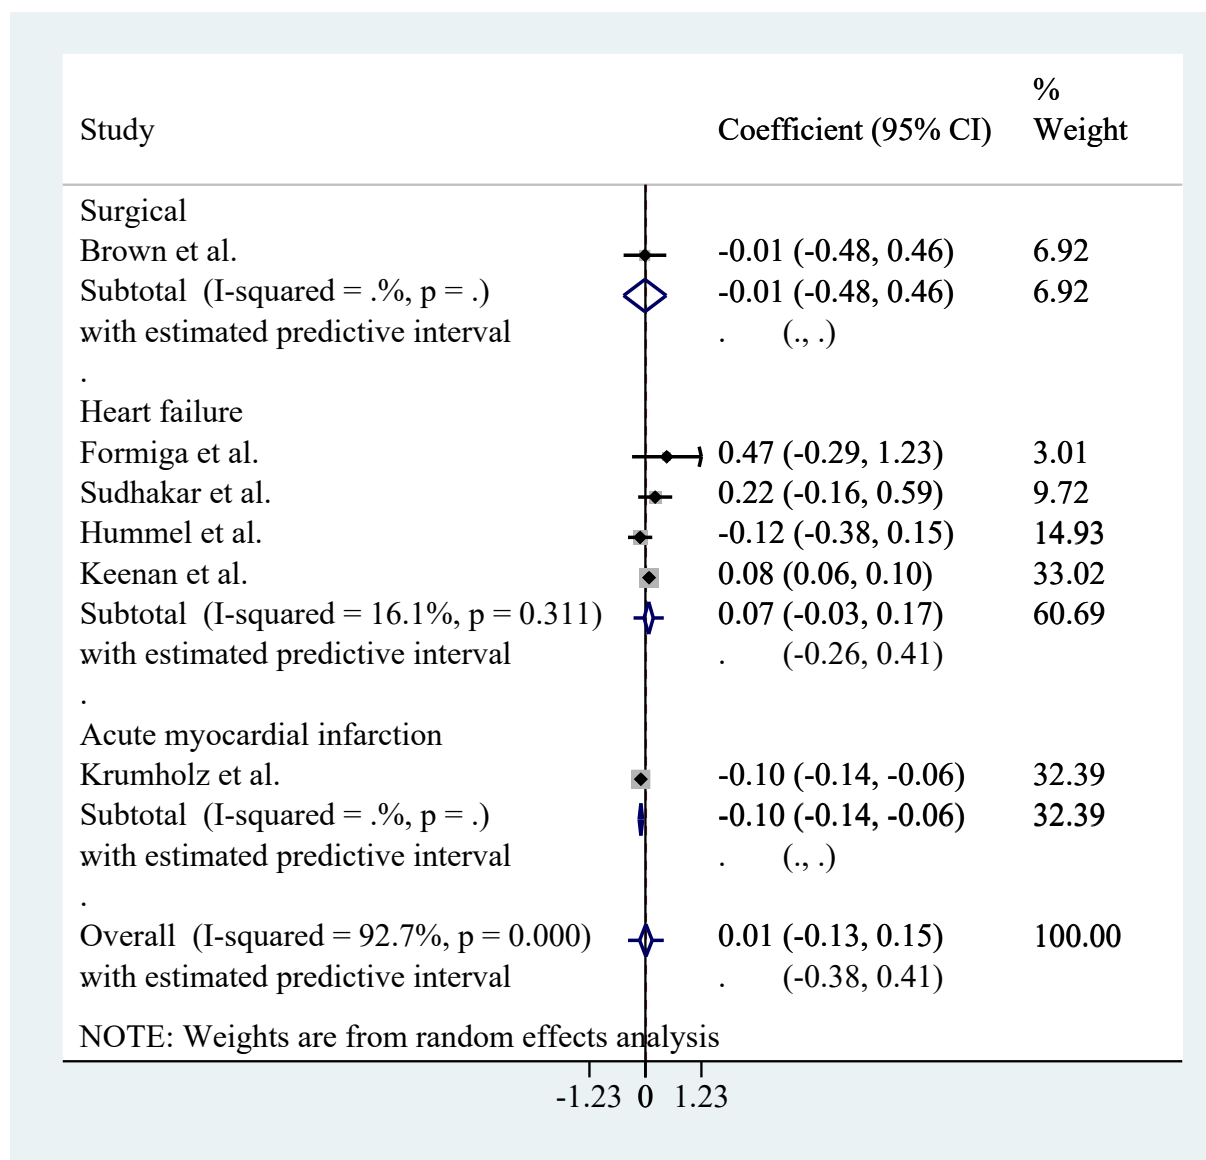 %
Study Coefficient (95% CI) Weight
Surgical
Brown et al. -0.01 (-0.48, 0.46) 6.92
Subtotal (I-squared = .%, p = .) -0.01 (-0.48, 0.46) 6.92
with estimated predictive interval . (., .)
.
Heart failure
Formiga et al. 0.47 (-0.29, 1.23) 3.01
Sudhakar et al. 0.22 (-0.16, 0.59) 9.72
Hummel et al. -0.12 (-0.38, 0.15) 14.93
Keenan et al. 0.08 (0.06, 0.10) 33.02
Subtotal (I-squared = 16.1%, p = 0.311) 0.07 (-0.03, 0.17) 60.69
with estimated predictive interval . (-0.26, 0.41)
.
Acute myocardial infarction
Krumholz et al. -0.10 (-0.14, -0.06) 32.39
Subtotal (I-squared = .%, p = .) -0.10 (-0.14, -0.06) 32.39
with estimated predictive interval . (., .)
.
Overall (I-squared = 92.7%, p = 0.000) 0.01 (-0.13, 0.15) 100.00
with estimated predictive interval . (-0.38, 0.41)
NOTE: Weights are from random effects analysis
-1.23 0 1.23